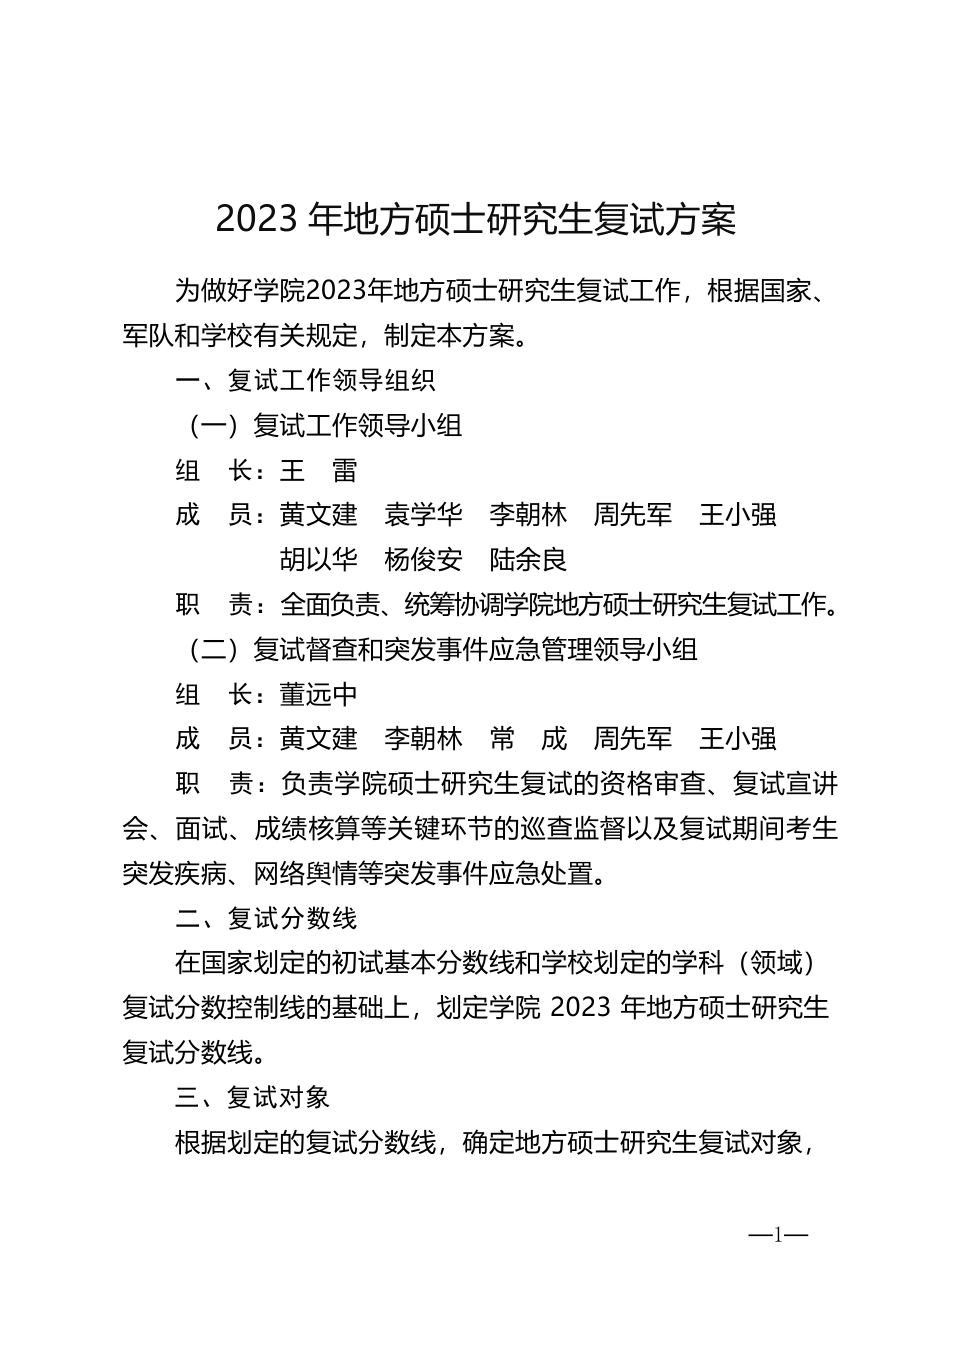 2023 年地方硕士研究生复试方案
为做好学院2023年地方硕士研究生复试工作，根据国家、
军队和学校有关规定，制定本方案。
一、复试工作领导组织
（一）复试工作领导小组
组　长：王　雷
成　员：黄文建　袁学华　李朝林　周先军　王小强
胡以华　杨俊安　陆余良
职　责：全面负责、统筹协调学院地方硕士研究生复试工作。
（二）复试督查和突发事件应急管理领导小组
组　长：董远中
成　员：黄文建　李朝林　常　成　周先军　王小强
职　责：负责学院硕士研究生复试的资格审查、复试宣讲
会、面试、成绩核算等关键环节的巡查监督以及复试期间考生
突发疾病、网络舆情等突发事件应急处置。
二、复试分数线
在国家划定的初试基本分数线和学校划定的学科（领域）
复试分数控制线的基础上，划定学院 2023 年地方硕士研究生
复试分数线。
三、复试对象
根据划定的复试分数线，确定地方硕士研究生复试对象，
—1—